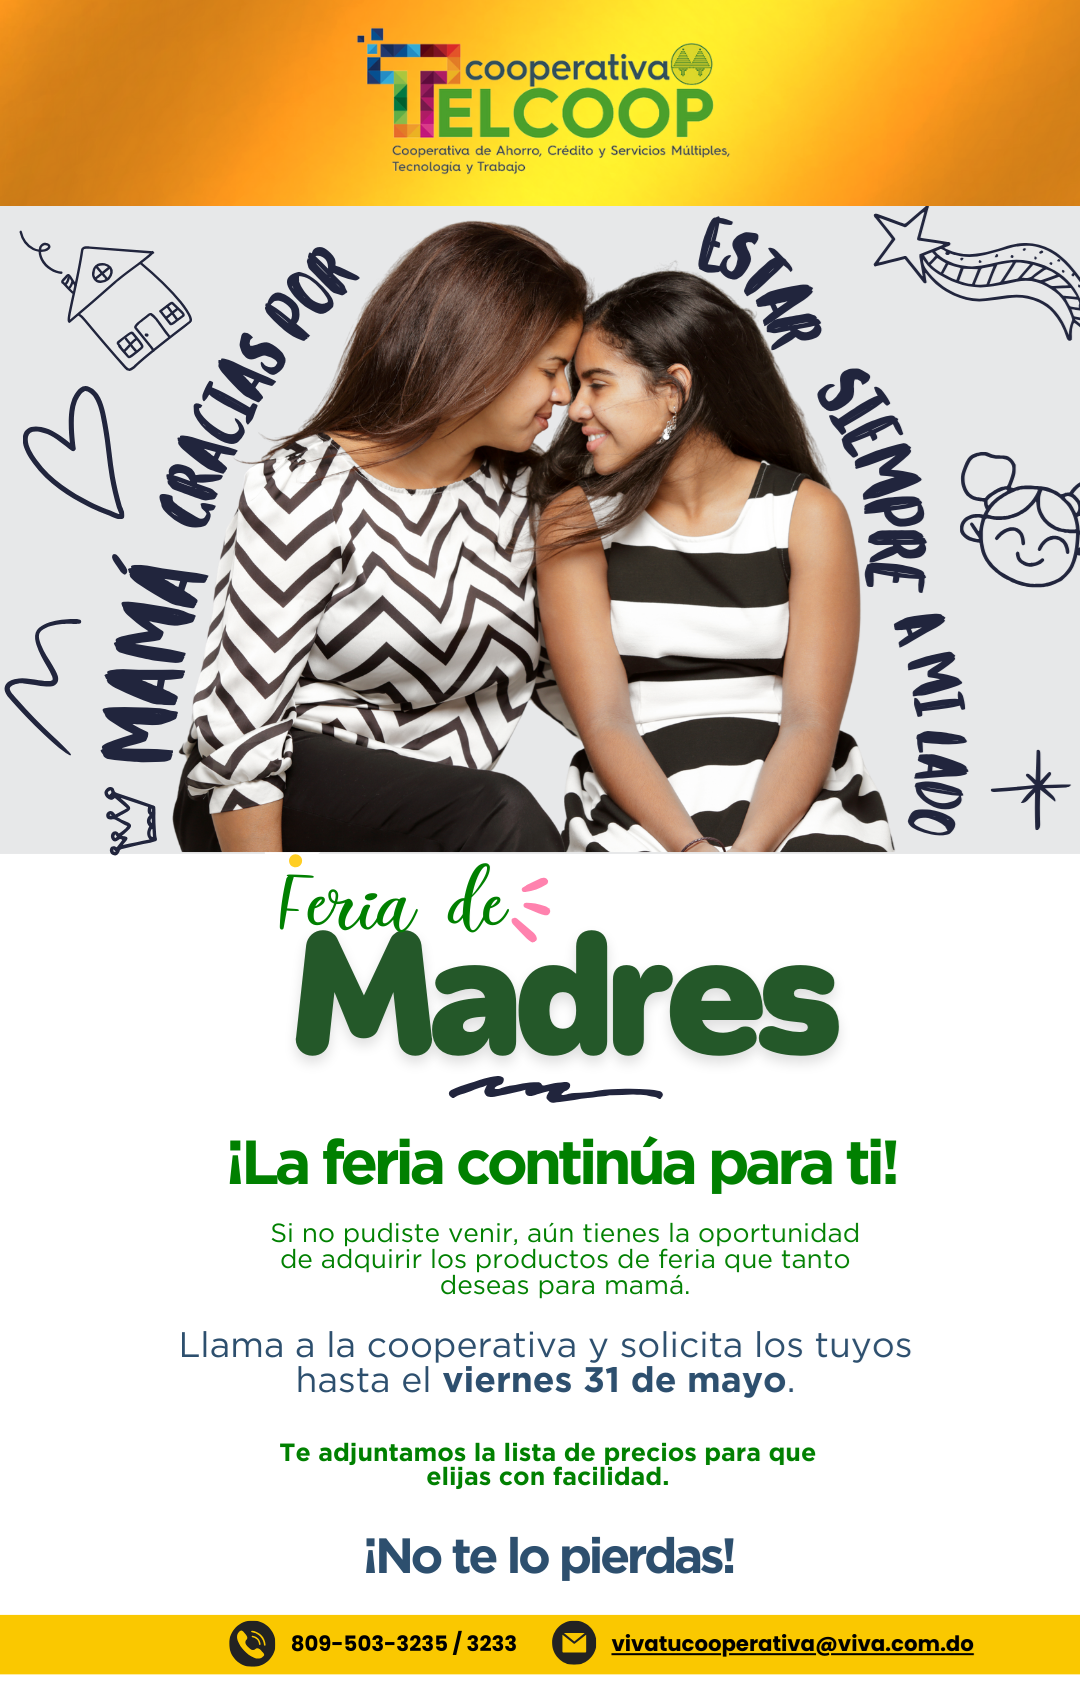 cooperativa
TELCOOP
Cooperativa de Ahorro, Crédito y Servicios Múltiples,
Tecnología y Trabajo
MAMÁ GRACIAS POR
ESTAR SIEMPRE A MI LADO
Feria de
Madres
¡La feria continúa para ti!
Si no pudiste venir, aún tienes la oportunidad
de adquirir los productos de feria que tanto
deseas para mamá.
Llama a la cooperativa y solicita los tuyos
hasta el viernes 31 de mayo.
Te adjuntamos la lista de precios para que
elijas con facilidad.
¡No te lo pierdas!
809-503-3235 / 3233
vivatucooperativa@viva.com.do